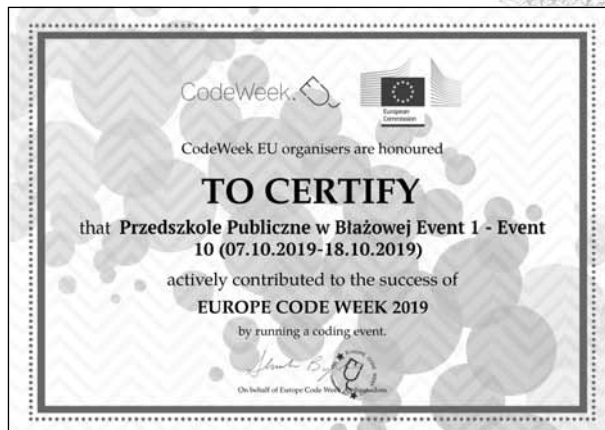 CodeWeek.EU
European
Commission
CodeWeek EU organisers are honoured
TO CERTIFY
that Przedszkole Publiczne w Błażowej Event 1 - Event
10 (07.10.2019-18.10.2019)
actively contributed to the success of
EUROPE CODE WEEK 2019
by running a coding event.
On behalf of Europe Code Week